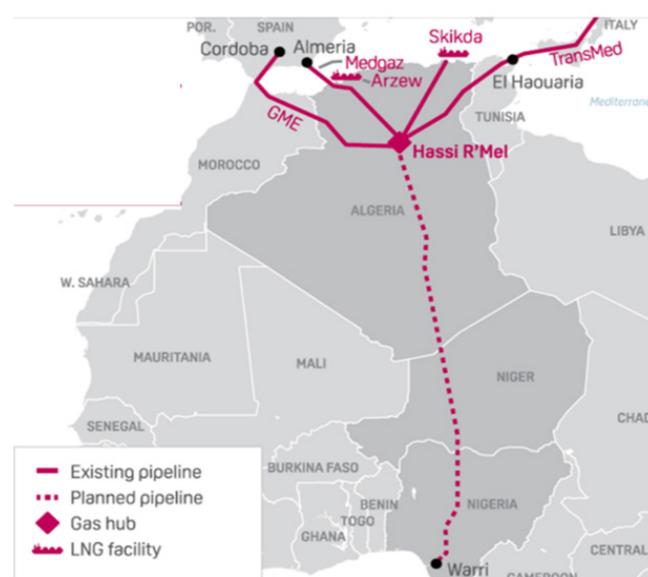 POR.
SPAIN
ITALY
Cordoba
Almeria
Skikda
Medgaz
Arzew
TransMed
El Haouaria
Mediterrane
GME
TUNISIA
Hassi R'Mel
MOROCCO
ALGERIA
LIBYA
W. SAHARA
MAURITANIA
MALI
NIGER
CHAD
SENEGAL
BURKINA FASO
BENIN
NIGERIA
TOGO
GHANA
CENTRAL
Warri
CAMEROON
Existing pipeline
Planned pipeline
Gas hub
LNG facility